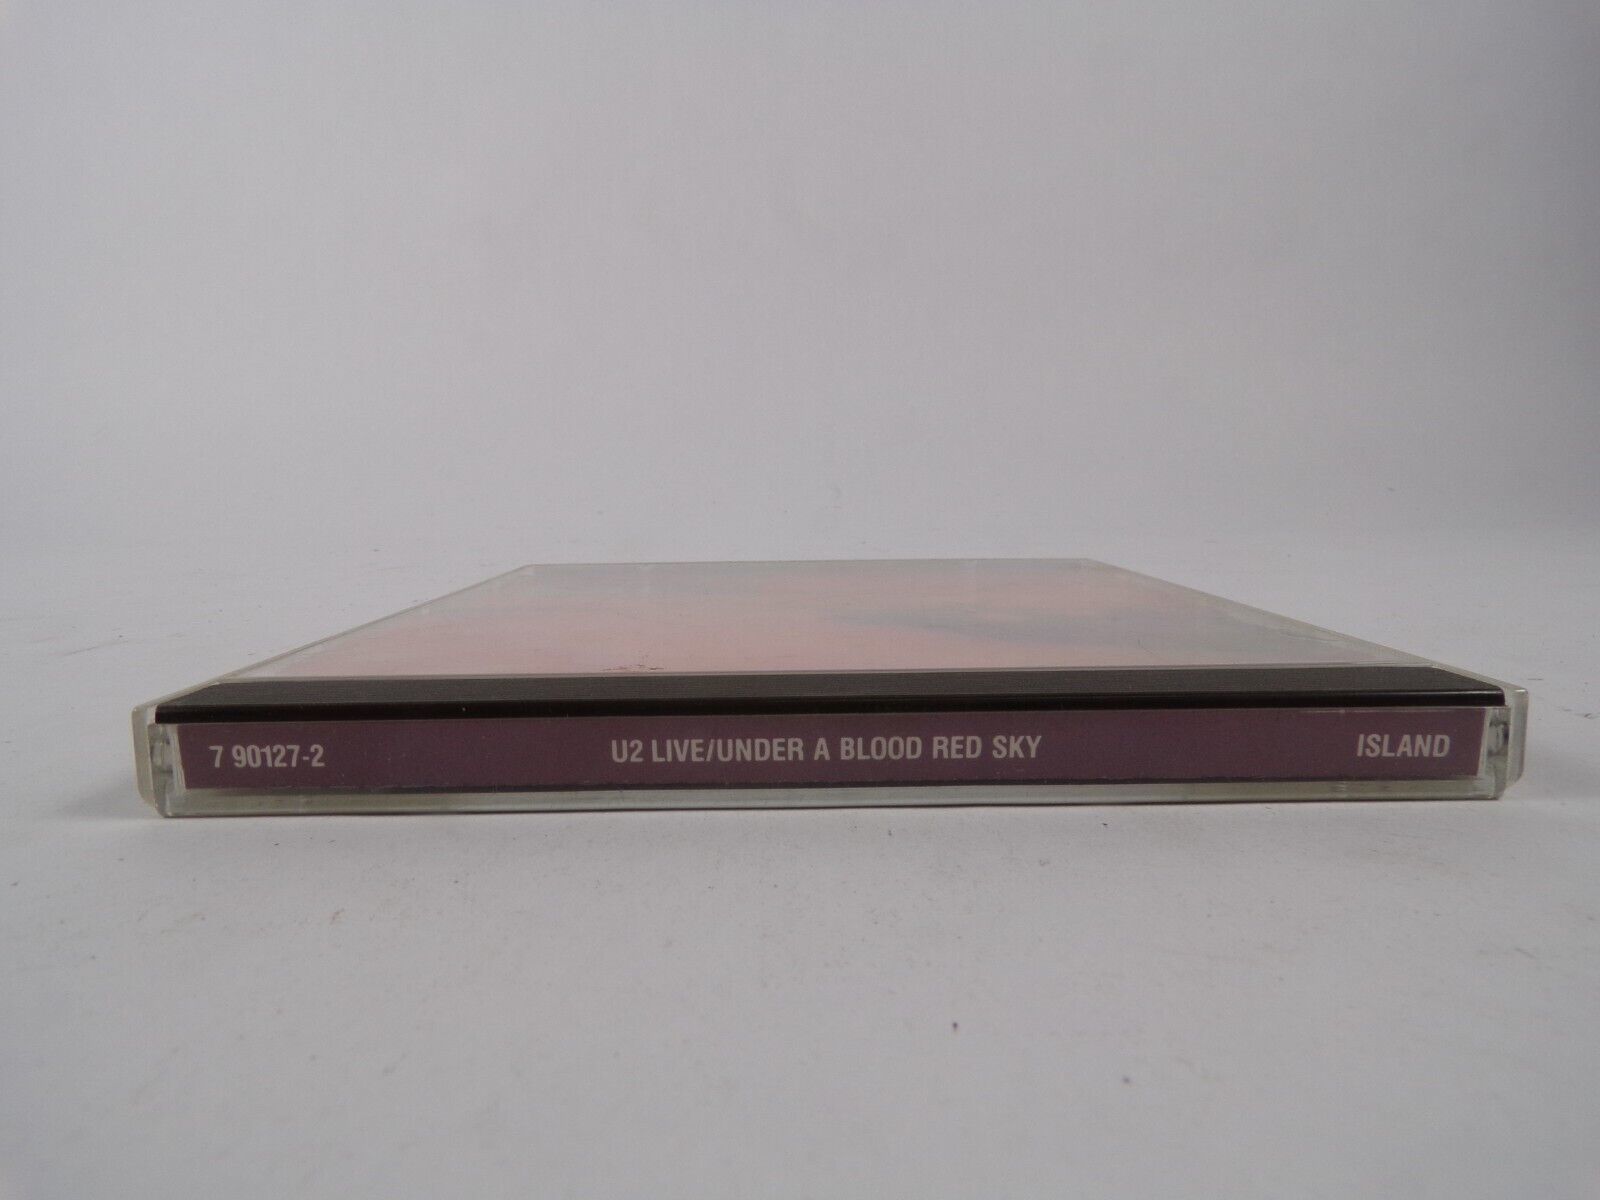 7 90127-2 U2 LIVE/UNDER A BLOOD RED SKY ISLAND